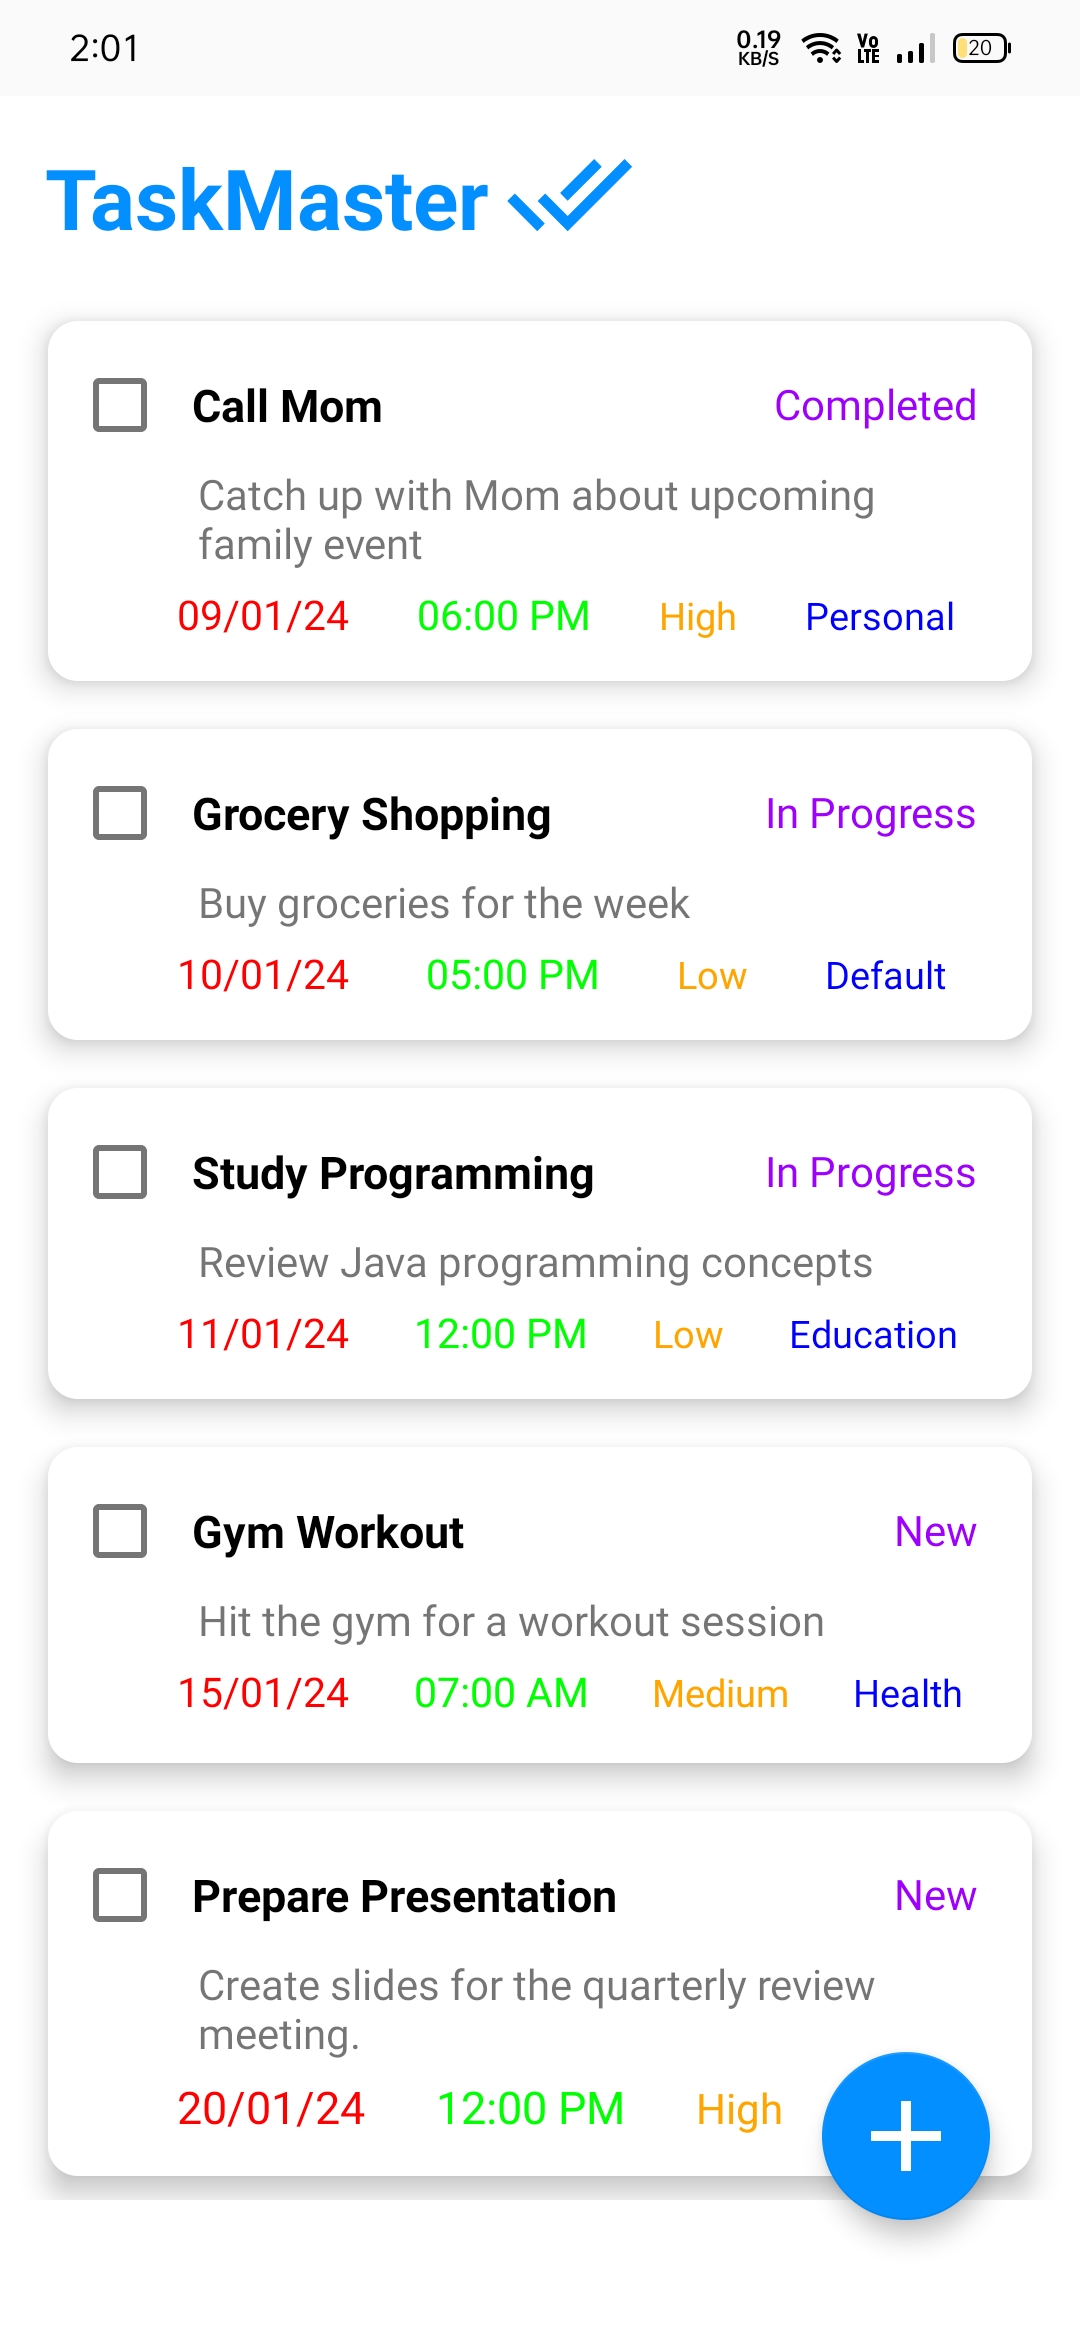 2:01 0.19 KB/S Vo LTE 20
TaskMaster
Call Mom Completed
Catch up with Mom about upcoming
family event
09/01/24 06:00 PM High Personal
Grocery Shopping In Progress
Buy groceries for the week
10/01/24 05:00 PM Low Default
Study Programming In Progress
Review Java programming concepts
11/01/24 12:00 PM Low Education
Gym Workout New
Hit the gym for a workout session
15/01/24 07:00 AM Medium Health
Prepare Presentation New
Create slides for the quarterly review
meeting.
20/01/24 12:00 PM High